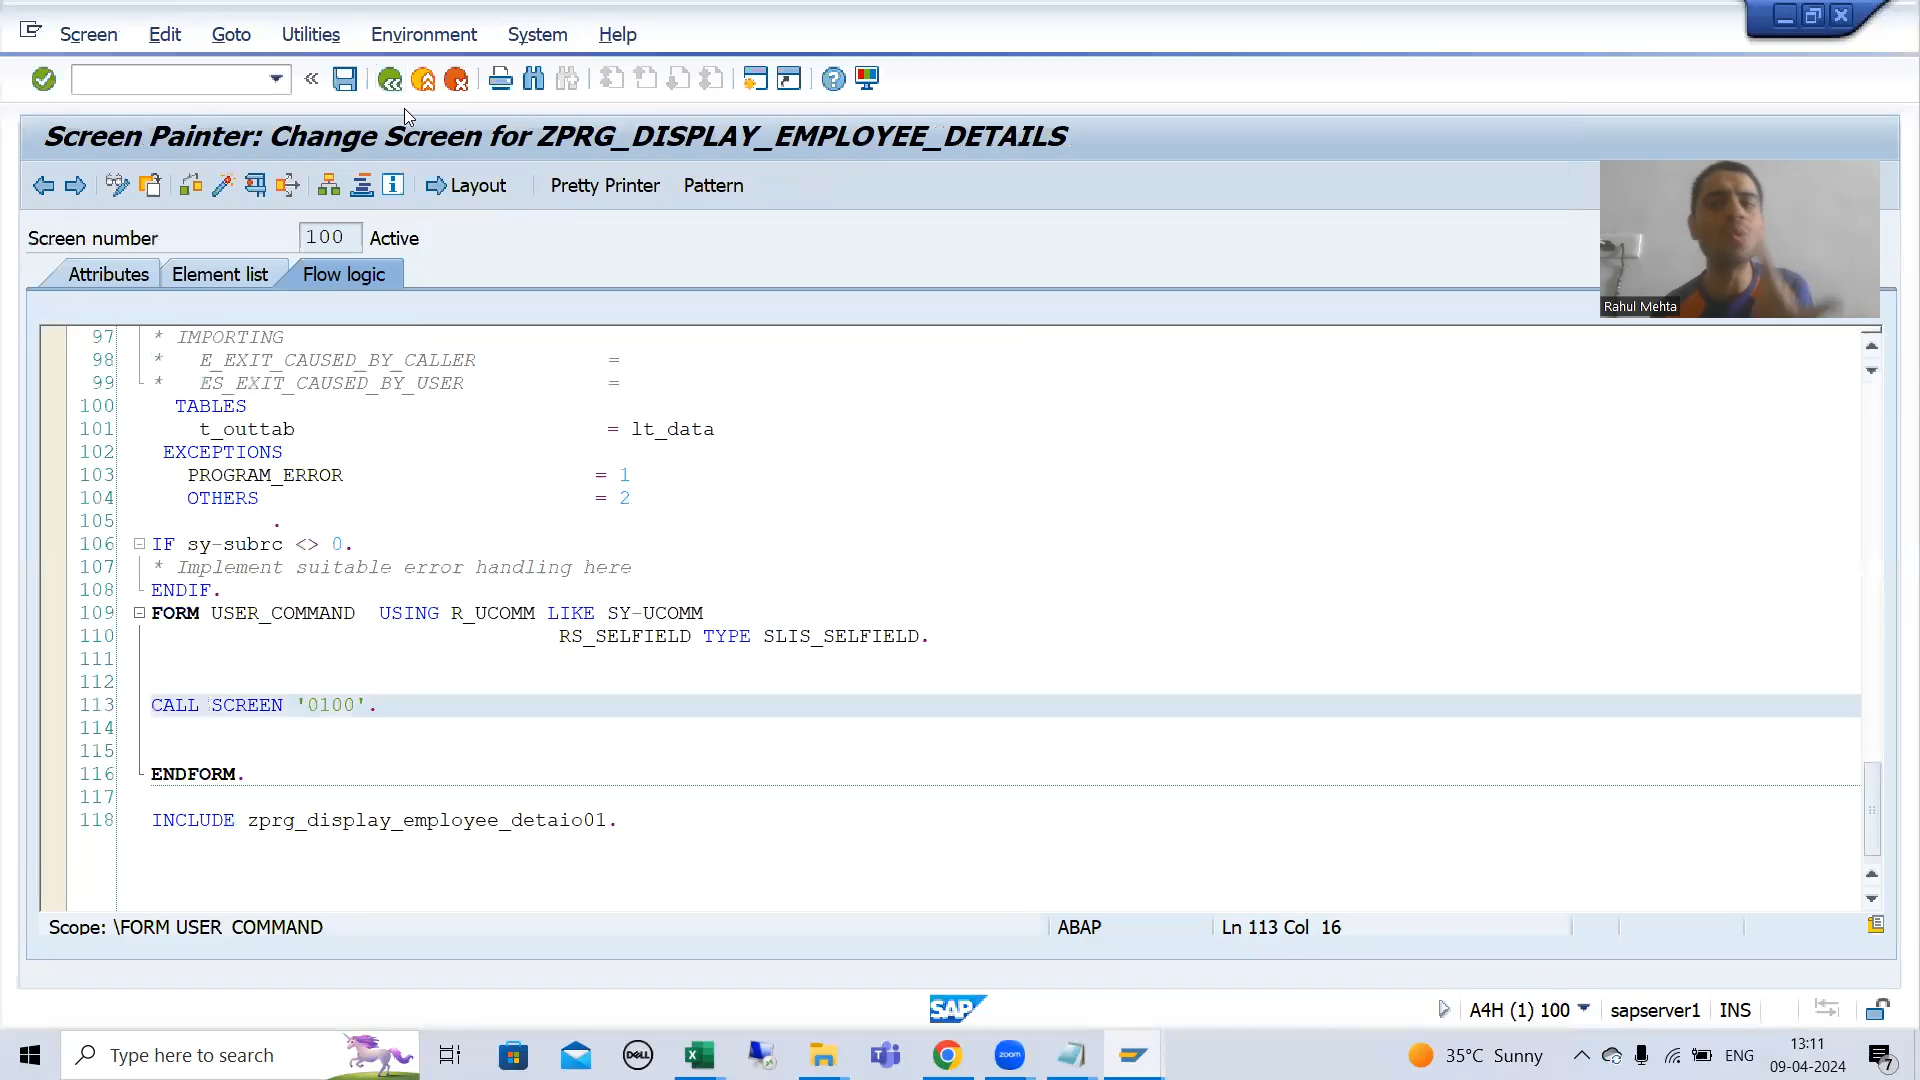 Screen Edit Goto Utilities Environment System Help
Screen Painter: Change Screen for ZPRG_DISPLAY_EMPLOYEE_DETAILS
Layout Pretty Printer Pattern
Screen number 100 Active
Attributes Element list Flow logic
Rahul Mehta
97 * IMPORTING
98 * E_EXIT_CAUSED_BY_CALLER =
99 * ES_EXIT_CAUSED_BY_USER =
100 TABLES
101 t_outtab = lt_data
102 EXCEPTIONS
103 PROGRAM_ERROR = 1
104 OTHERS = 2
105 .
106 IF sy-subrc <> 0.
107 * Implement suitable error handling here
108 ENDIF.
109 FORM USER_COMMAND USING R_UCOMM LIKE SY-UCOMM
110 RS_SELFIELD TYPE SLIS_SELFIELD.
111
112
113 CALL SCREEN '0100'.
114
115
116 ENDFORM.
117
118 INCLUDE zprg_display_employee_detaio01.
Scope: \FORM USER_COMMAND ABAP Ln 113 Col 16
SAP A4H (1) 100 sapserver1 INS
Type here to search DELL zoom 35°C Sunny ENG 13:11
09-04-2024 7